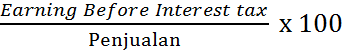 Earning Before Interest tax
Penjualan
x 100